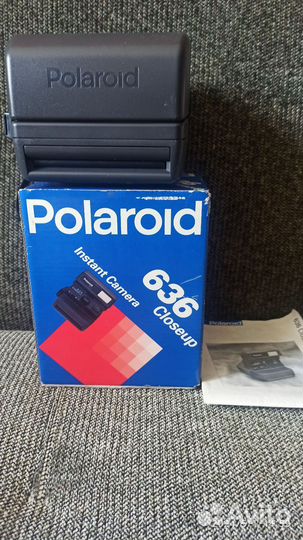 Polaroid
Polaroid
Instant Camera
636
Closeup
Polaroid
Avito